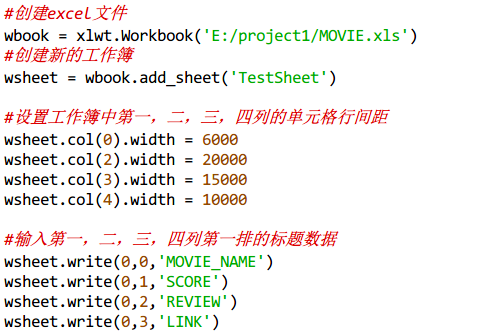 #创建excel文件
wbook = xlwt.Workbook('E:/project1/MOVIE.xls')
#创建新的工作簿
wsheet = wbook.add_sheet('TestSheet')
#设置工作簿中第一，二，三，四列的单元格行间距
wsheet.col(0).width = 6000
wsheet.col(2).width = 20000
wsheet.col(3).width = 15000
wsheet.col(4).width = 10000
#输入第一，二，三，四列第一排的标题数据
wsheet.write(0,0,'MOVIE_NAME')
wsheet.write(0,1,'SCORE')
wsheet.write(0,2,'REVIEW')
wsheet.write(0,3,'LINK')